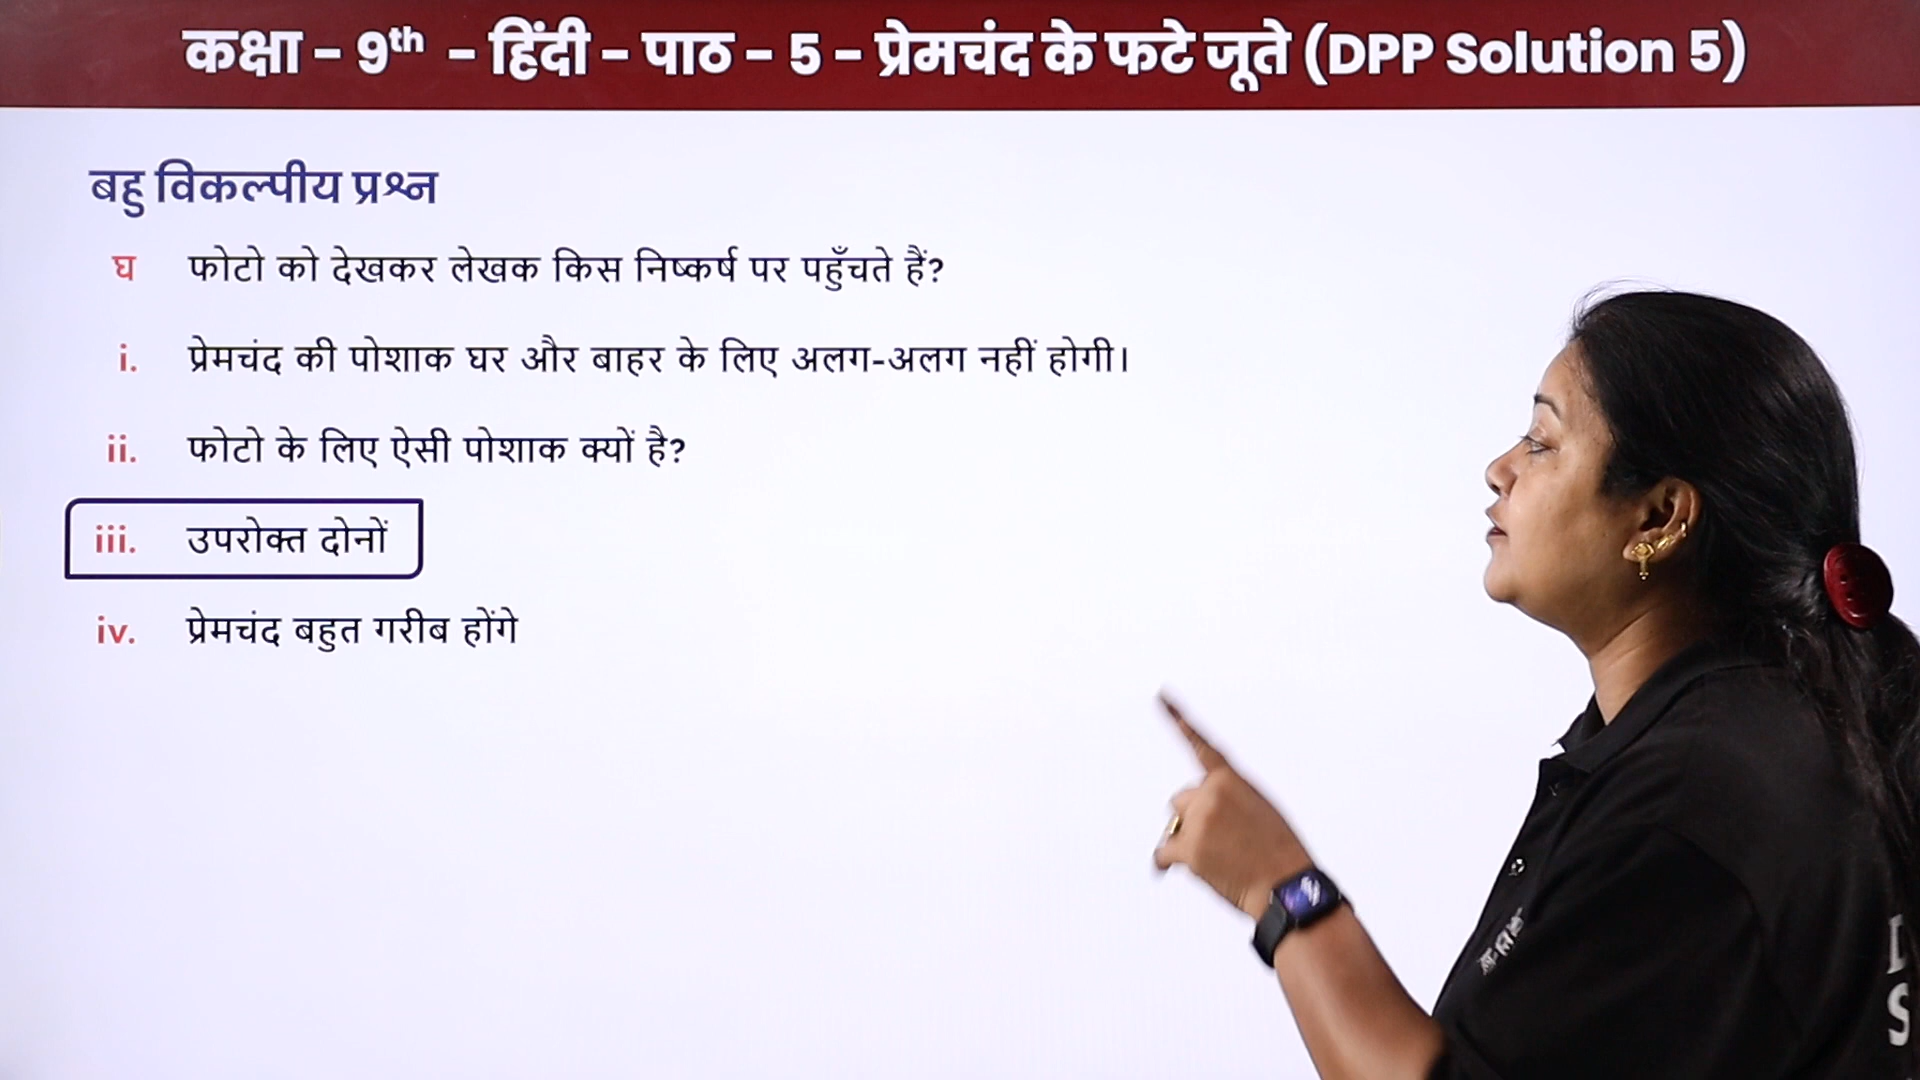 कक्षा - 9th - हिंदी - पाठ - 5 - प्रेमचंद के फटे जूते (DPP Solution 5)
बहु विकल्पीय प्रश्न
घ फोटो को देखकर लेखक किस निष्कर्ष पर पहुँचते हैं?
i. प्रेमचंद की पोशाक घर और बाहर के लिए अलग-अलग नहीं होगी।
ii. फोटो के लिए ऐसी पोशाक क्यों है?
iii. उपरोक्त दोनों
iv. प्रेमचंद बहुत गरीब होंगे